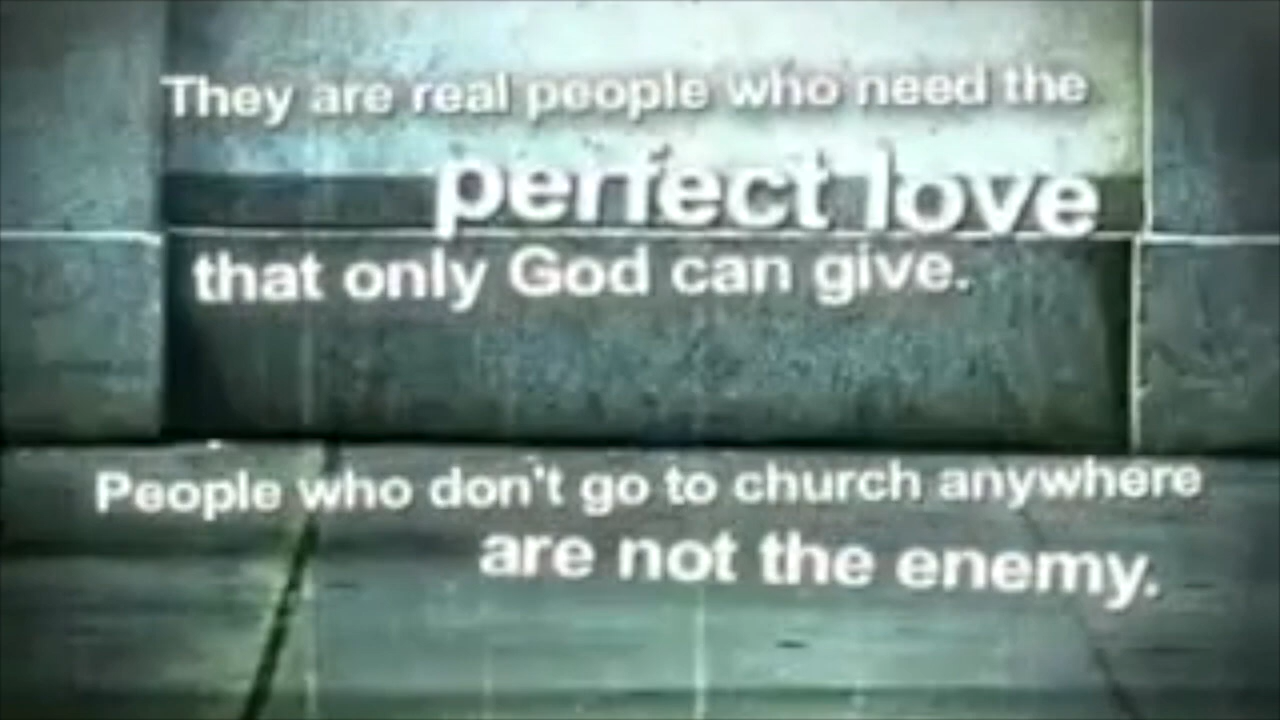 They are real people who need the
perfect love
that only God can give.
People who don't go to church anywhere
are not the enemy.